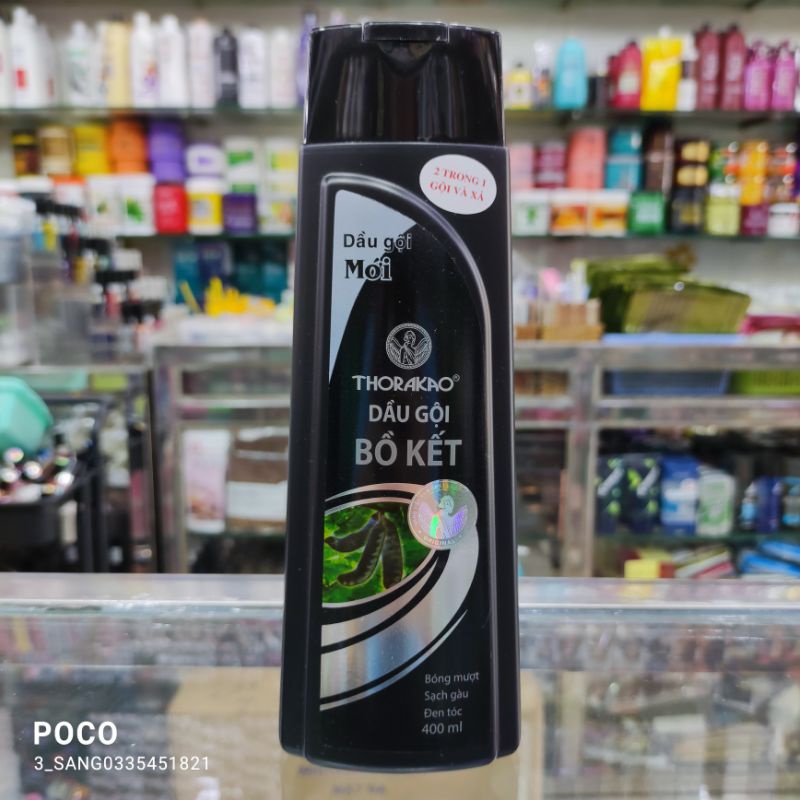 2 TRONG 1
GỘI VÀ XẢ
Dầu gội
Mới
THORAKAO®
DẦU GỘI
BỒ KẾT
ORIGINAL
Bóng mượt
Sạch gàu
Đen tóc
400 ml
POCO
3_SANG0335451821